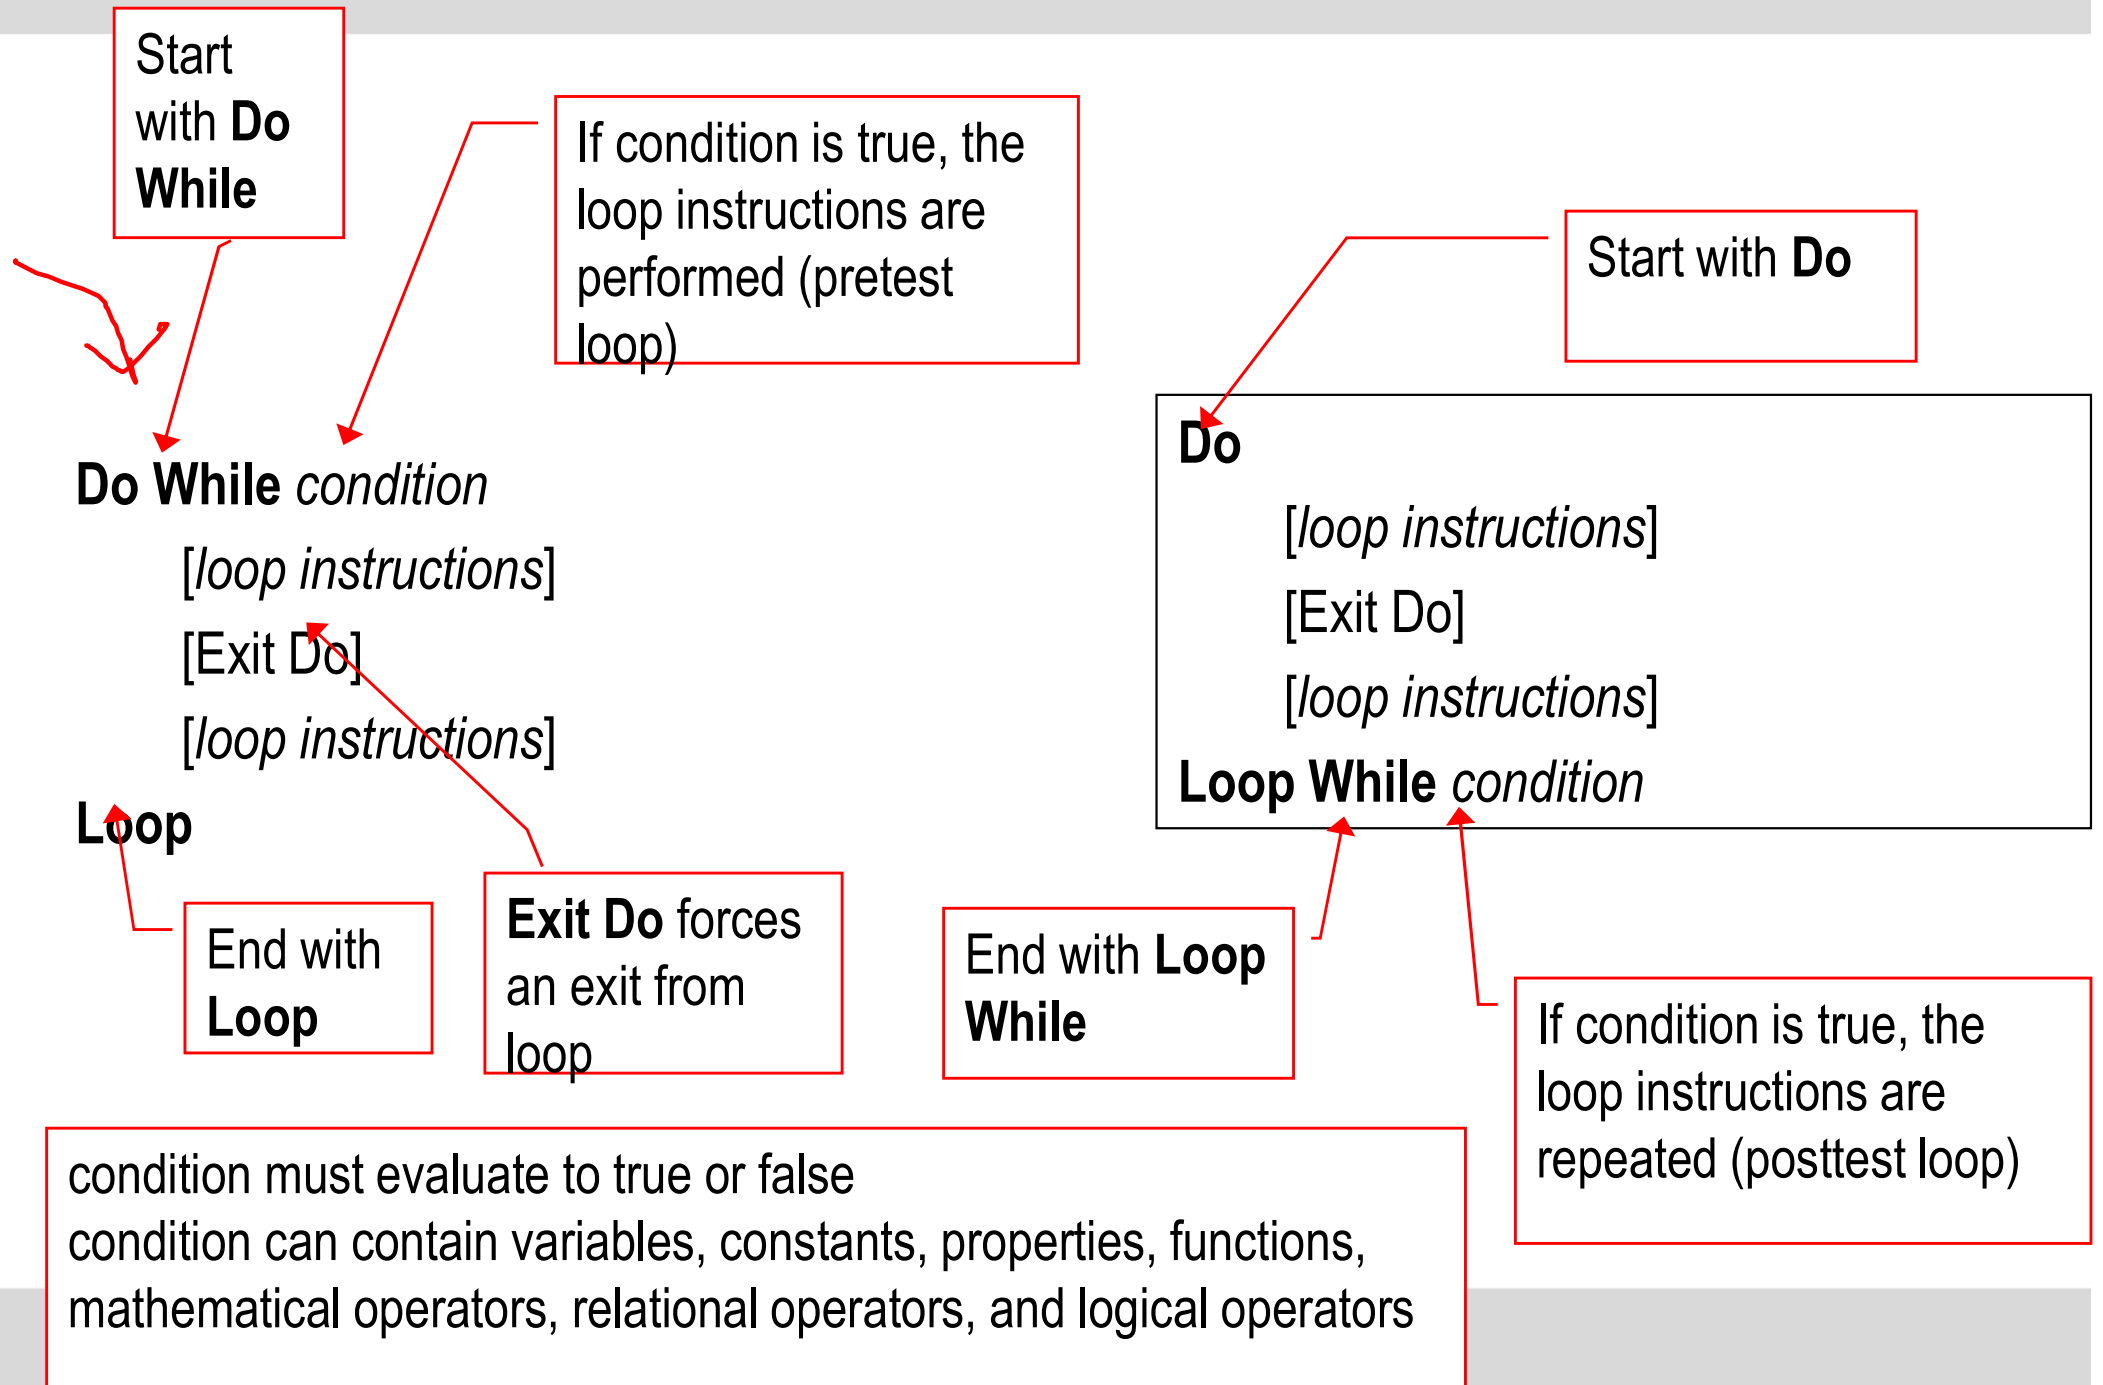 Start
with Do
While
If condition is true, the
loop instructions are
performed (pretest
loop)
Do While condition
[loop instructions]
[Exit Do]
[loop instructions]
Loop
End with
Loop
Exit Do forces
an exit from
loop
Start with Do
Do
[loop instructions]
[Exit Do]
[loop instructions]
Loop While condition
End with Loop
While
If condition is true, the
loop instructions are
repeated (posttest loop)
condition must evaluate to true or false
condition can contain variables, constants, properties, functions,
mathematical operators, relational operators, and logical operators